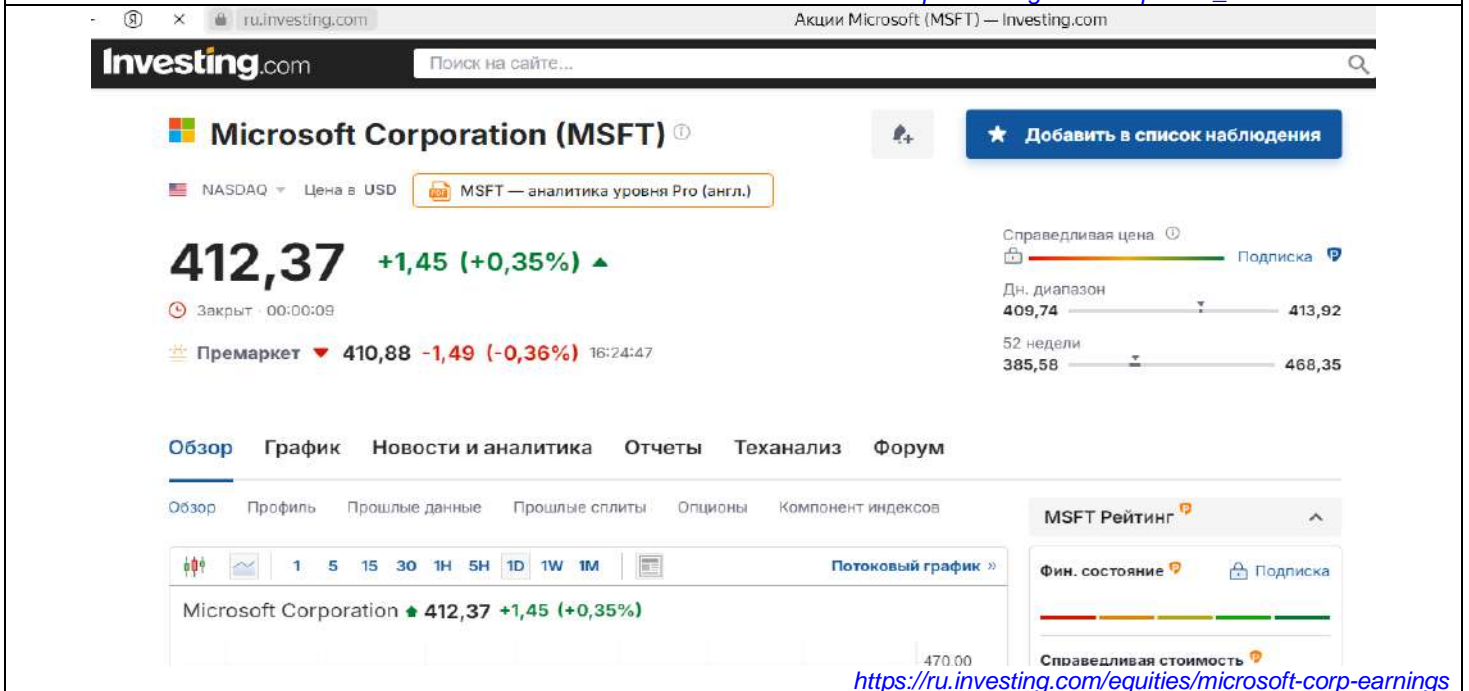 ru.investing.com
Акции Microsoft (MSFT) — Investing.com
Investing.com
Поиск на сайте...
Microsoft Corporation (MSFT)
Добавить в список наблюдения
NASDAQ
Цена в USD
MSFT — аналитика уровня Pro (англ.)
412,37 +1,45 (+0,35%)
Закрыт · 00:00:09
Премаркет 410,88 -1,49 (-0,36%) 16:24:47
Справедливая цена
Подписка
Дн. диапазон
409,74 413,92
52 недели
385,58 468,35
Обзор График Новости и аналитика Отчеты Теханализ Форум
Обзор Профиль Прошлые данные Прошлые сплиты Опционы Компонент индексов
1 5 15 30 1H 5H 1D 1W 1M
Потоковый график »
Microsoft Corporation 412,37 +1,45 (+0,35%)
470,00
MSFT Рейтинг
Фин. состояние
Подписка
Справедливая стоимость
https://ru.investing.com/equities/microsoft-corp-earnings